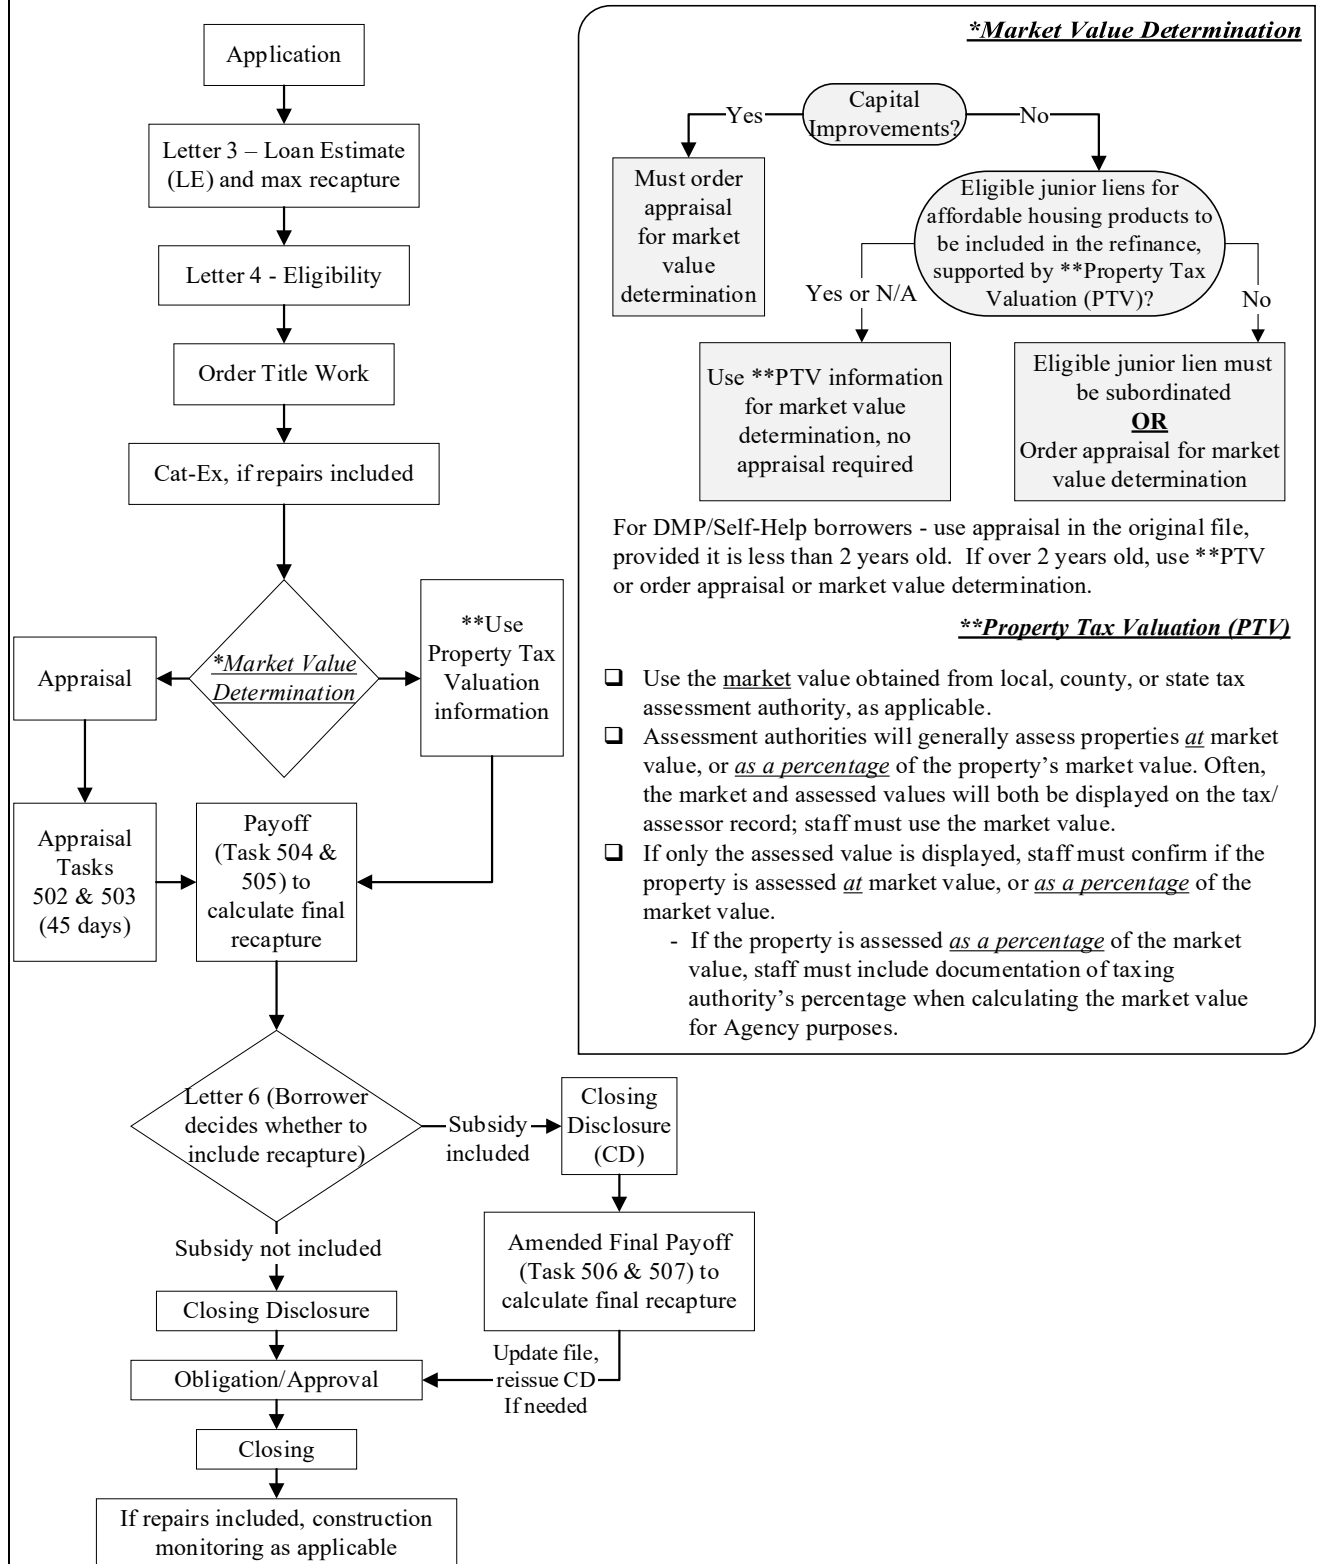 Application
Letter 3 – Loan Estimate
(LE) and max recapture
Letter 4 - Eligibility
Order Title Work
Cat-Ex, if repairs included
*Market Value
Determination
Appraisal
**Use
Property Tax
Valuation
information
Appraisal
Tasks
502 & 503
(45 days)
Payoff
(Task 504 &
505) to
calculate final
recapture
Letter 6 (Borrower
decides whether to
include recapture)
Subsidy
included
Closing
Disclosure
(CD)
Amended Final Payoff
(Task 506 & 507) to
calculate final recapture
Update file,
reissue CD
If needed
Subsidy not included
Closing Disclosure
Obligation/Approval
Closing
If repairs included, construction
monitoring as applicable
*Market Value Determination
Capital
Improvements?
Yes
No
Must order
appraisal
for market
value
determination
Eligible junior liens for
affordable housing products to
be included in the refinance,
supported by **Property Tax
Valuation (PTV)?
Yes or N/A
No
Use **PTV information
for market value
determination, no
appraisal required
Eligible junior lien must
be subordinated
OR
Order appraisal for market
value determination
For DMP/Self-Help borrowers - use appraisal in the original file,
provided it is less than 2 years old.  If over 2 years old, use **PTV
or order appraisal or market value determination.
**Property Tax Valuation (PTV)
❑ Use the market value obtained from local, county, or state tax
assessment authority, as applicable.
❑ Assessment authorities will generally assess properties at market
value, or as a percentage of the property's market value. Often,
the market and assessed values will both be displayed on the tax/
assessor record; staff must use the market value.
❑ If only the assessed value is displayed, staff must confirm if the
property is assessed at market value, or as a percentage of the
market value.
- If the property is assessed as a percentage of the market
value, staff must include documentation of taxing
authority's percentage when calculating the market value
for Agency purposes.